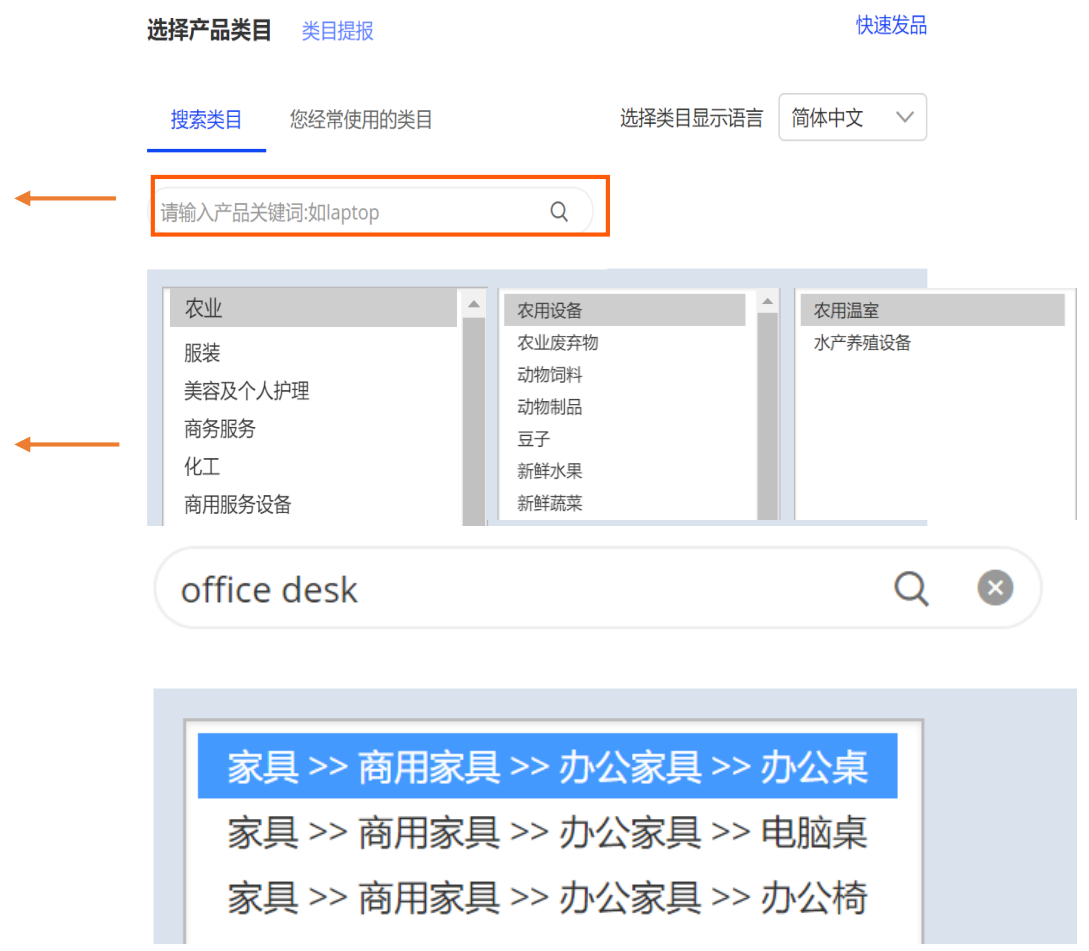 选择产品类目 类目提报 快速发品
搜索类目 您经常使用的类目 选择类目显示语言 简体中文
请输入产品关键词:如laptop
农业
服装
美容及个人护理
商务服务
化工
商用服务设备
农用设备
农业废弃物
动物饲料
动物制品
豆子
新鲜水果
新鲜蔬菜
农用温室
水产养殖设备
office desk
家具 >> 商用家具 >> 办公家具 >> 办公桌
家具 >> 商用家具 >> 办公家具 >> 电脑桌
家具 >> 商用家具 >> 办公家具 >> 办公椅